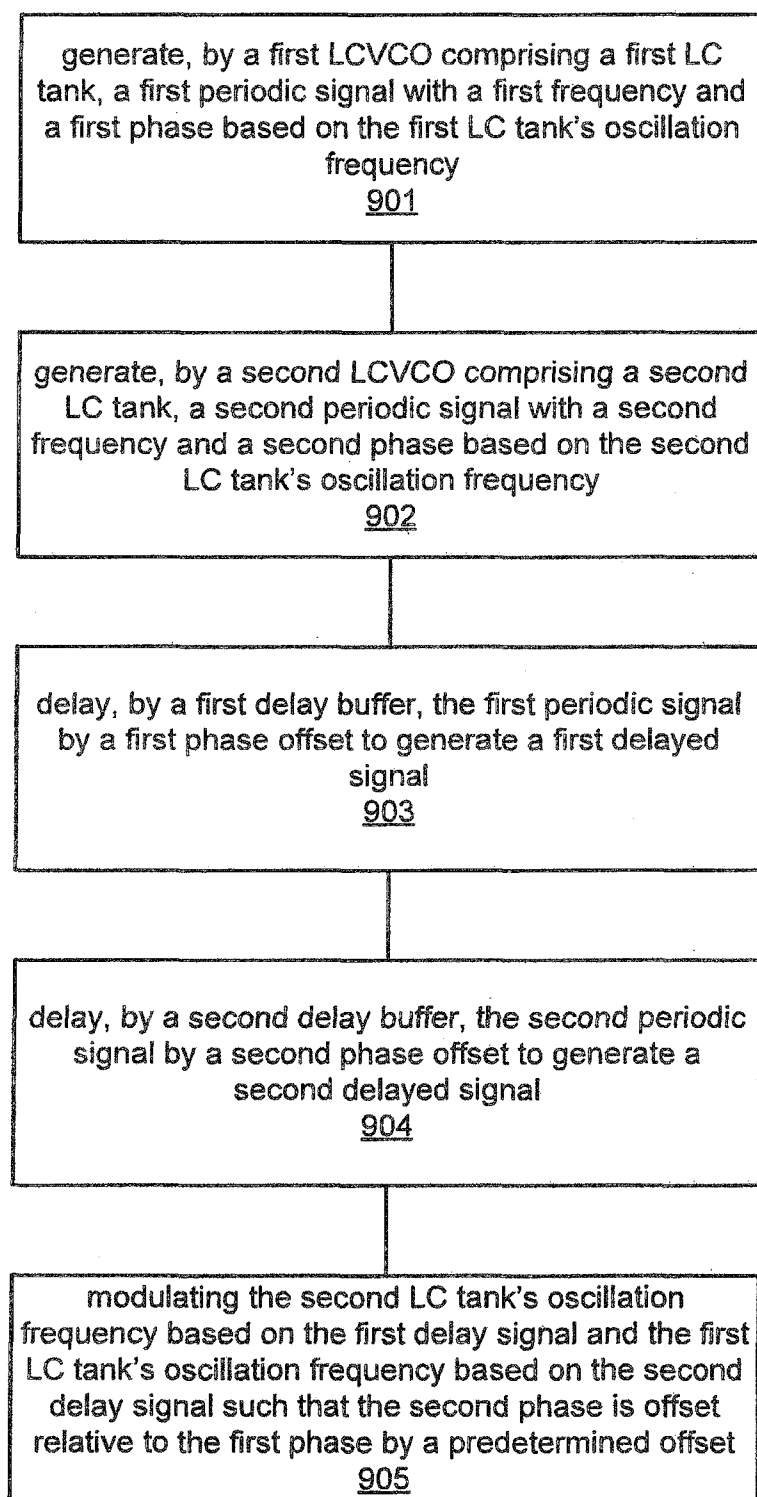 generate, by a first LCVCO comprising a first LC
tank, a first periodic signal with a first frequency and
a first phase based on the first LC tank's oscillation
frequency
901
generate, by a second LCVCO comprising a second
LC tank, a second periodic signal with a second
frequency and a second phase based on the second
LC tank's oscillation frequency
902
delay, by a first delay buffer, the first periodic signal
by a first phase offset to generate a first delayed
signal
903
delay, by a second delay buffer, the second periodic
signal by a second phase offset to generate a
second delayed signal
904
modulating the second LC tank's oscillation
frequency based on the first delay signal and the first
LC tank's oscillation frequency based on the second
delay signal such that the second phase is offset
relative to the first phase by a predetermined offset
905